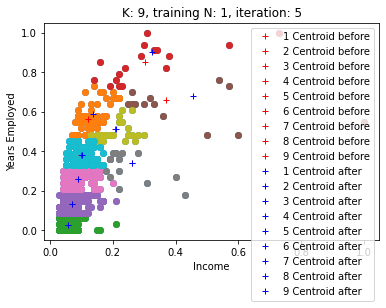 K: 9, training N: 1, iteration: 5
Years Employed
1.0
0.8
0.6
0.4
0.2
0.0
0.0
0.2
0.4
0.6
0.8
1.0
Income
1 Centroid before
2 Centroid before
3 Centroid before
4 Centroid before
5 Centroid before
6 Centroid before
7 Centroid before
8 Centroid before
9 Centroid before
1 Centroid after
2 Centroid after
3 Centroid after
4 Centroid after
5 Centroid after
6 Centroid after
7 Centroid after
8 Centroid after
9 Centroid after